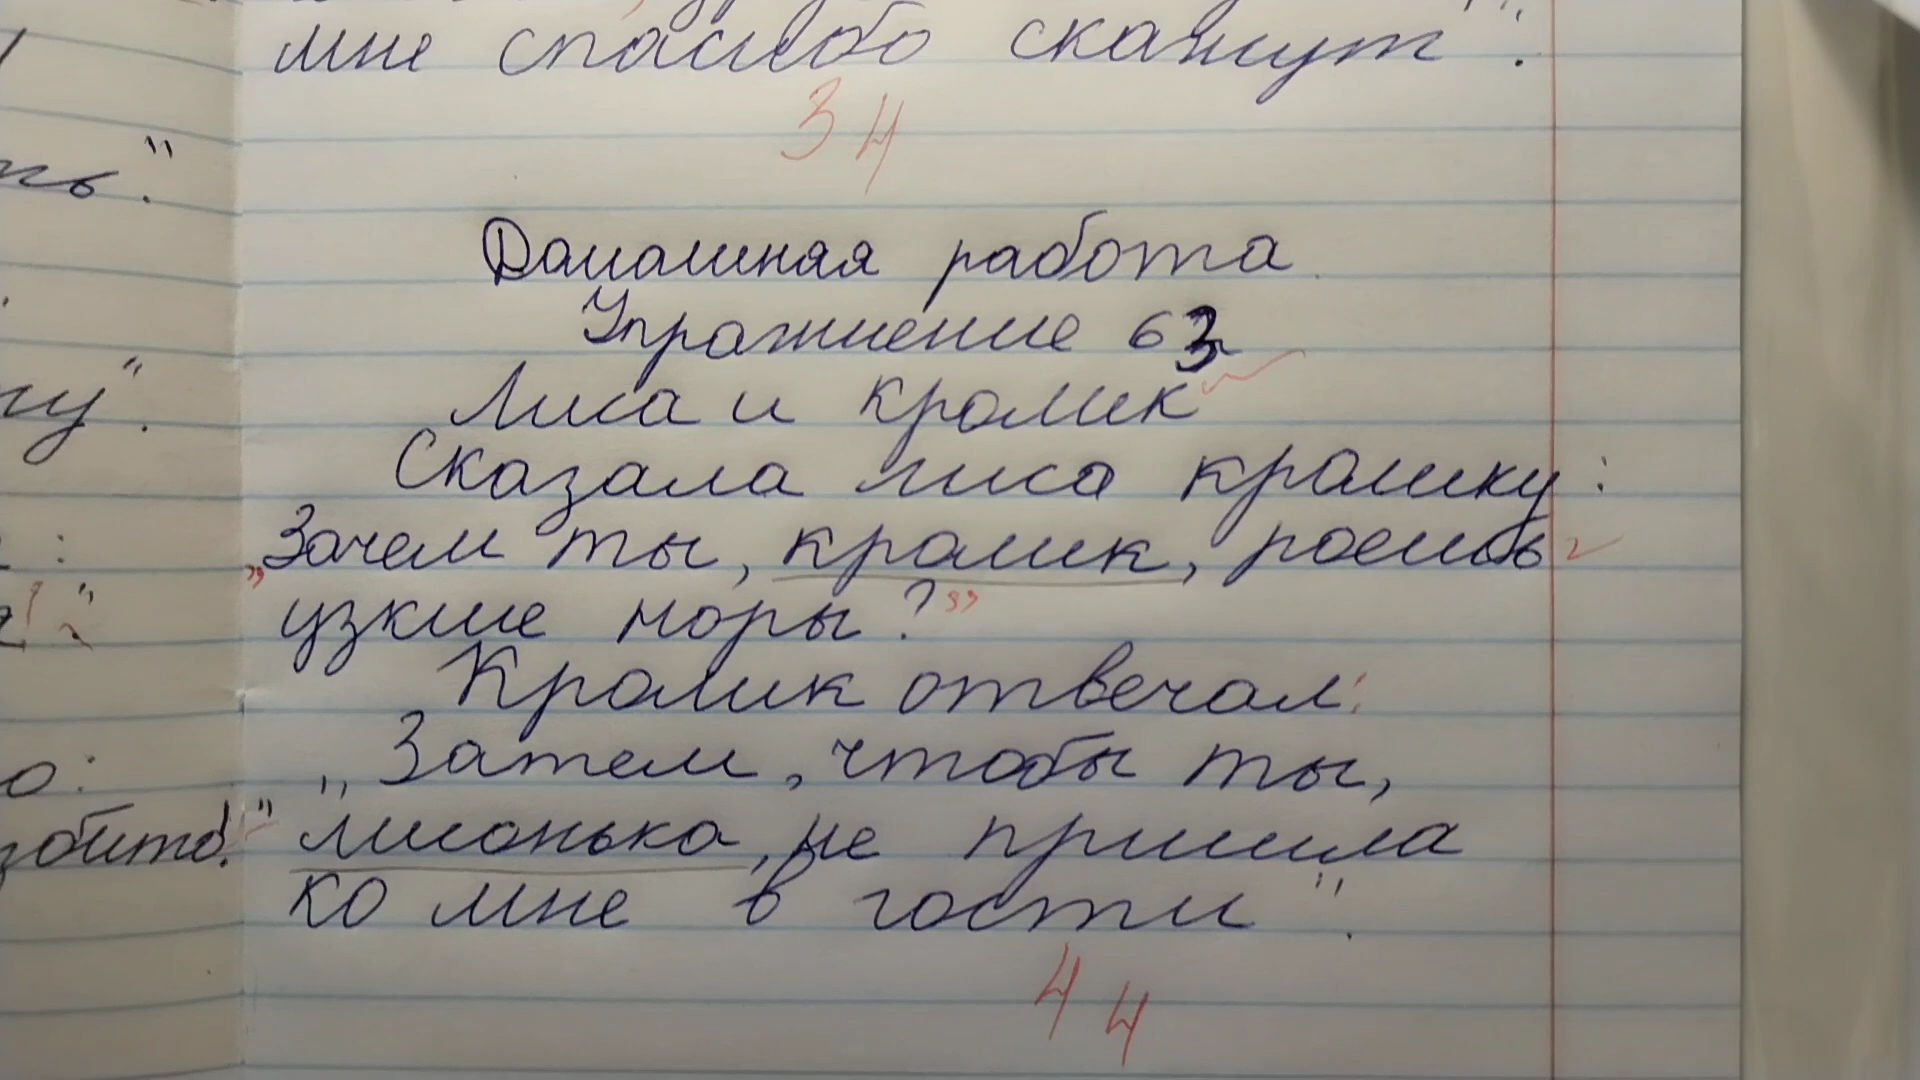 мне спасибо скажут".
3 4
Домашняя работа.
Упражнение 63
Лиса и кролик
Сказала лиса кролику:
„Зачем ты, кролик, роешь
узкие норы?"
Кролик отвечал:
„Затем, чтобы ты,
лисонька, не пришла
ко мне в гости".
4 4